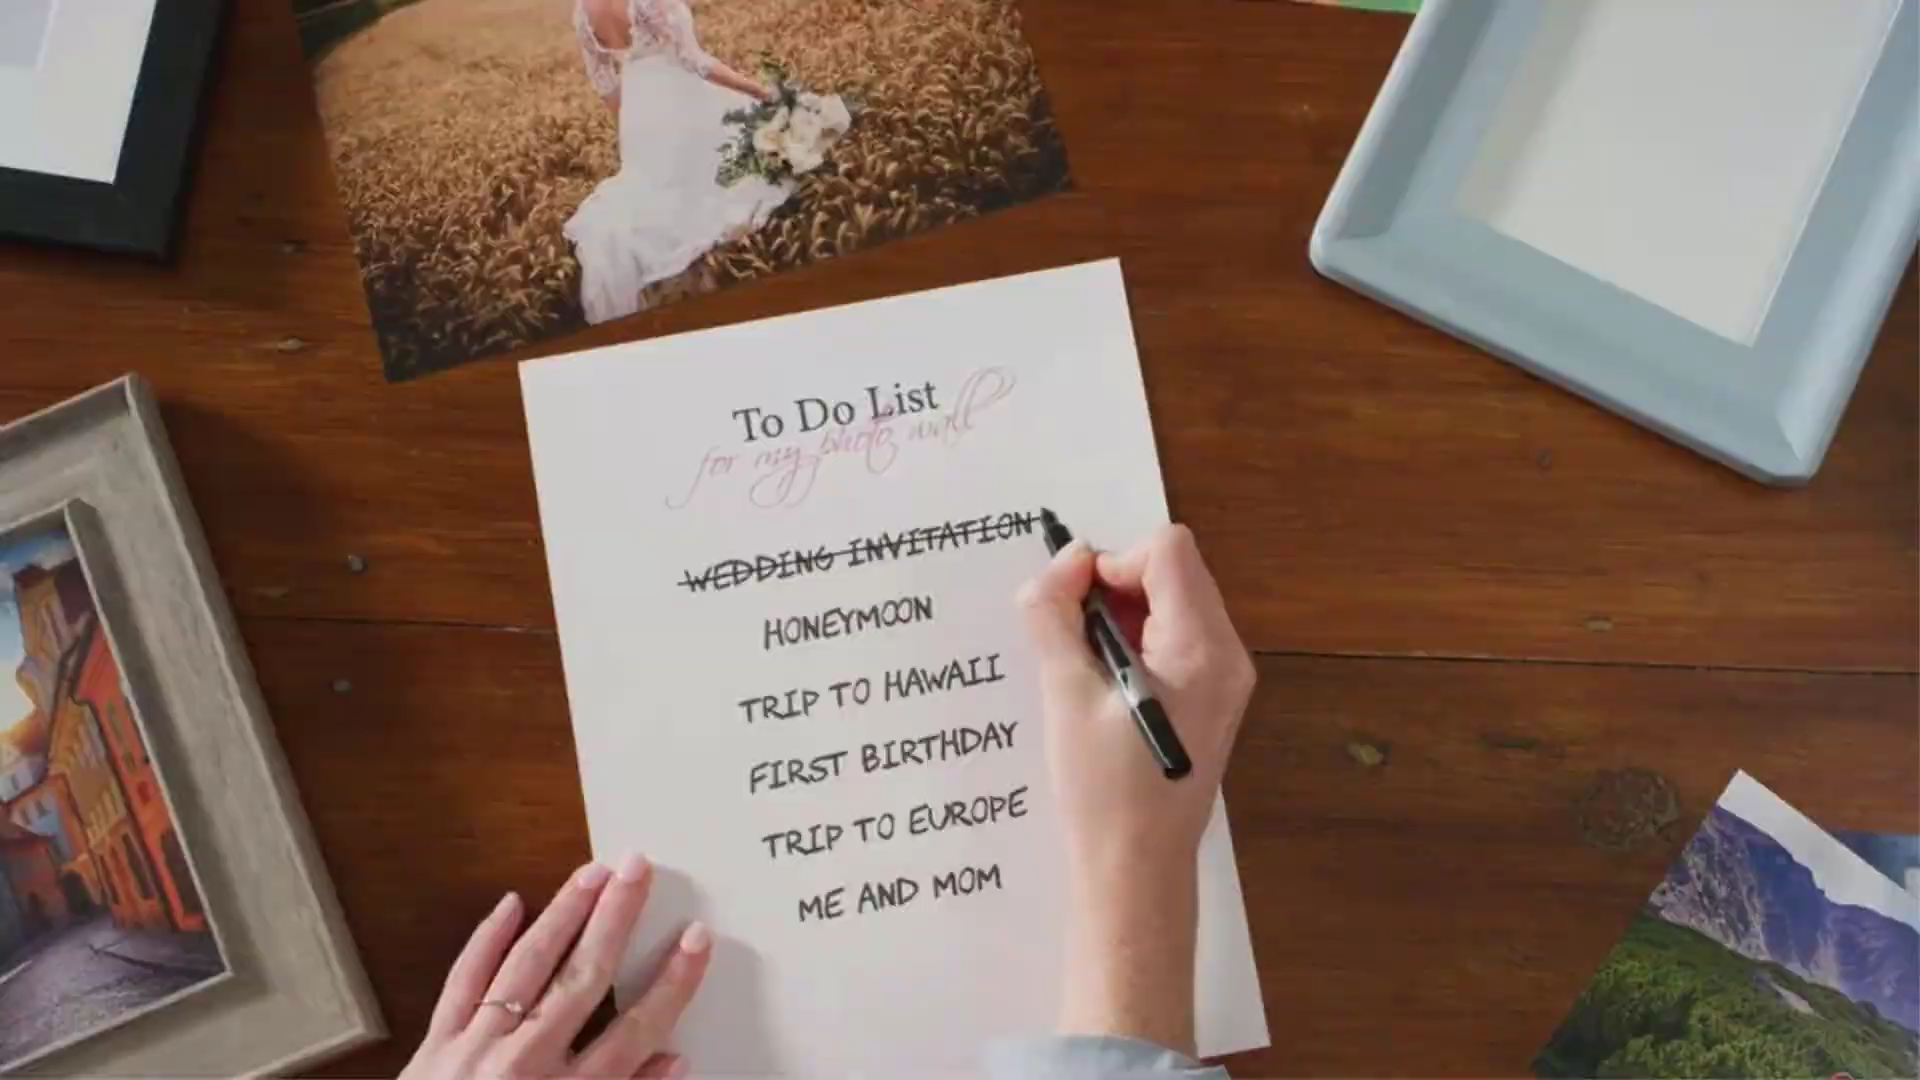 To Do List
for my photo wall
WEDDING INVITATION
HONEYMOON
TRIP TO HAWAII
FIRST BIRTHDAY
TRIP TO EUROPE
ME AND MOM